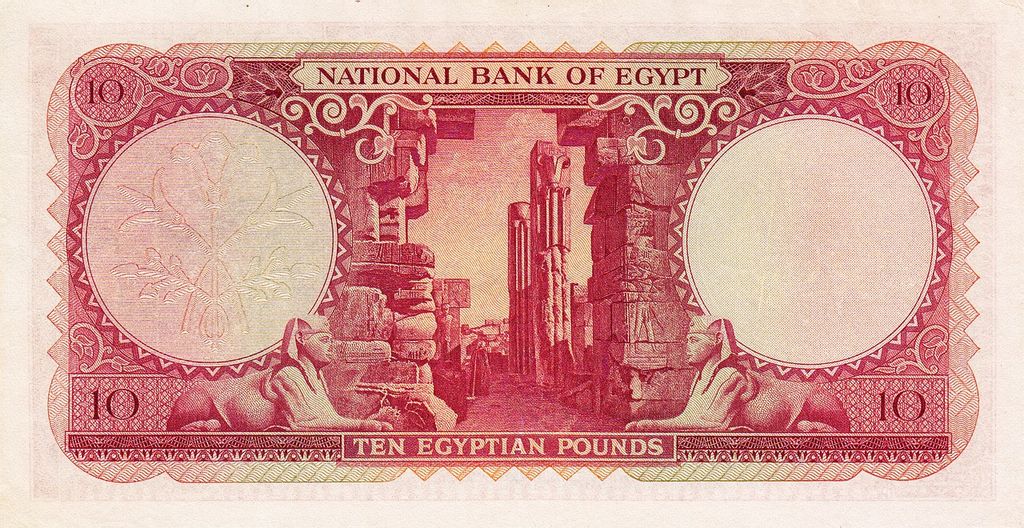 NATIONAL BANK OF EGYPT
10 10
10 10
TEN EGYPTIAN POUNDS